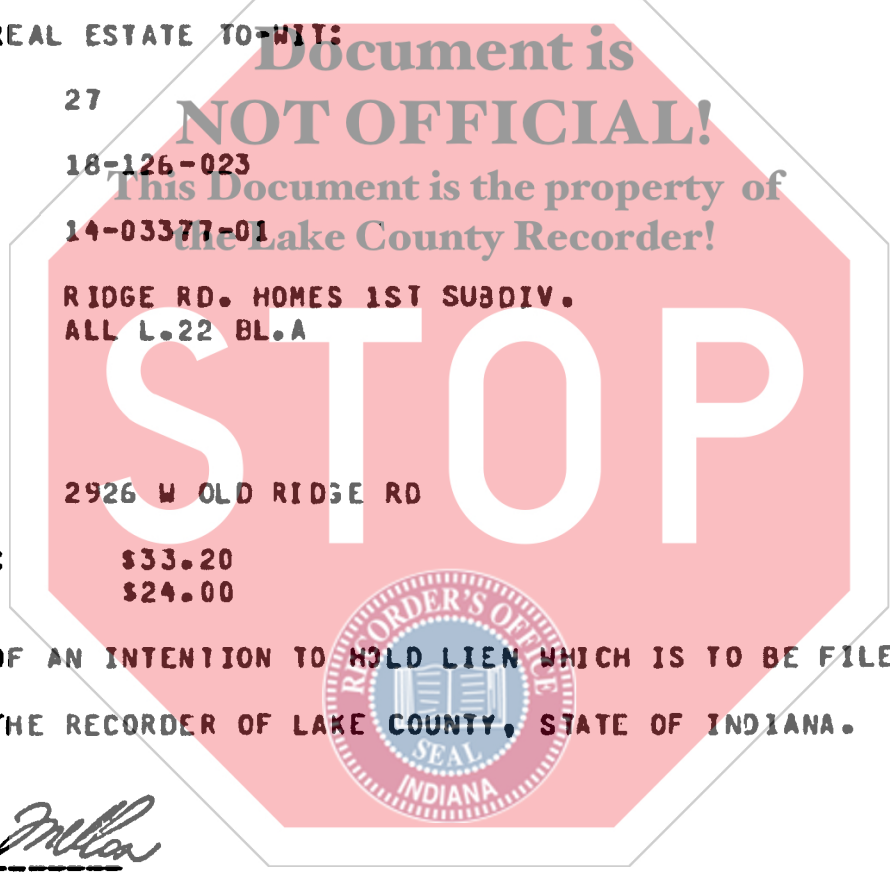 REAL ESTATE TO-WIT:
Document is
27
NOT OFFICIAL!
18-126-023
This Document is the property of
14-03377-01
the Lake County Recorder!
RIDGE RD. HOMES 1ST SUBDIV.
ALL L.22 BL.A
STOP
2926 W OLD RIDGE RD
: $33.20
$24.00
RECORDER'S OFFICE
OF AN INTENTION TO HOLD LIEN WHICH IS TO BE FILE
THE RECORDER OF LAKE COUNTY, STATE OF INDIANA.
SEAL
INDIANA